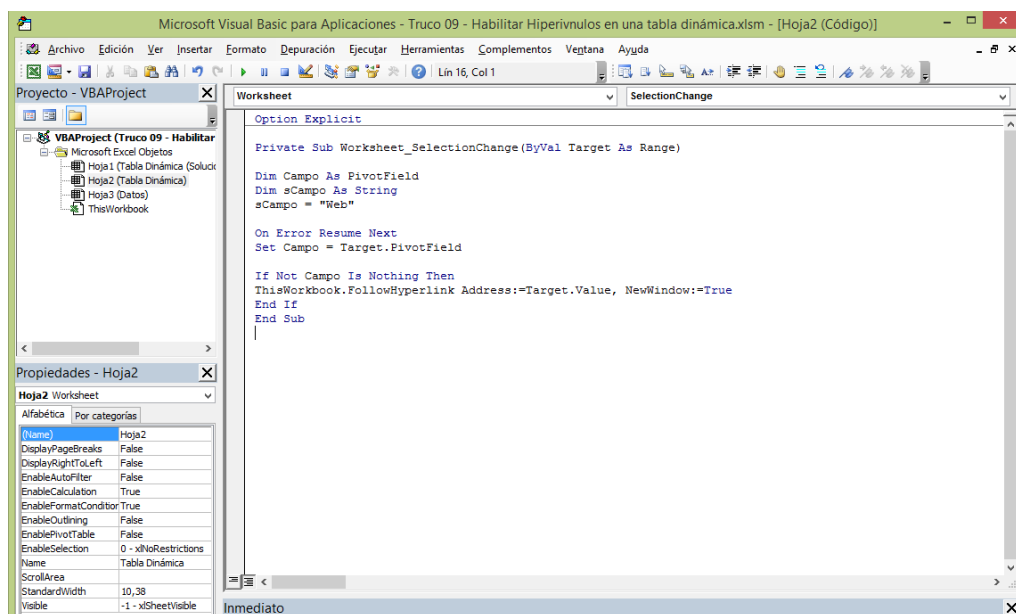 Microsoft Visual Basic para Aplicaciones - Truco 09 - Habilitar Hiperivnulos en una tabla dinámica.xlsm - [Hoja2 (Código)]
Archivo Edición Ver Insertar Formato Depuración Ejecutar Herramientas Complementos Ventana Ayuda
Lín 16, Col 1
Proyecto - VBAProject
VBAProject (Truco 09 - Habilitar
Microsoft Excel Objetos
Hoja1 (Tabla Dinámica (Soluci
Hoja2 (Tabla Dinámica)
Hoja3 (Datos)
ThisWorkbook
Propiedades - Hoja2
Hoja2 Worksheet
Alfabética Por categorías
(Name) Hoja2
DisplayPageBreaks False
DisplayRightToLeft False
EnableAutoFilter False
EnableCalculation True
EnableFormatCondition True
EnableOutlining False
EnablePivotTable False
EnableSelection 0 - xlNoRestrictions
Name Tabla Dinámica
ScrollArea
StandardWidth 10,38
Visible -1 - xlSheetVisible
Worksheet SelectionChange
Option Explicit
Private Sub Worksheet_SelectionChange(ByVal Target As Range)
Dim Campo As PivotField
Dim sCampo As String
sCampo = "Web"
On Error Resume Next
Set Campo = Target.PivotField
If Not Campo Is Nothing Then
ThisWorkbook.FollowHyperlink Address:=Target.Value, NewWindow:=True
End If
End Sub
Inmediato